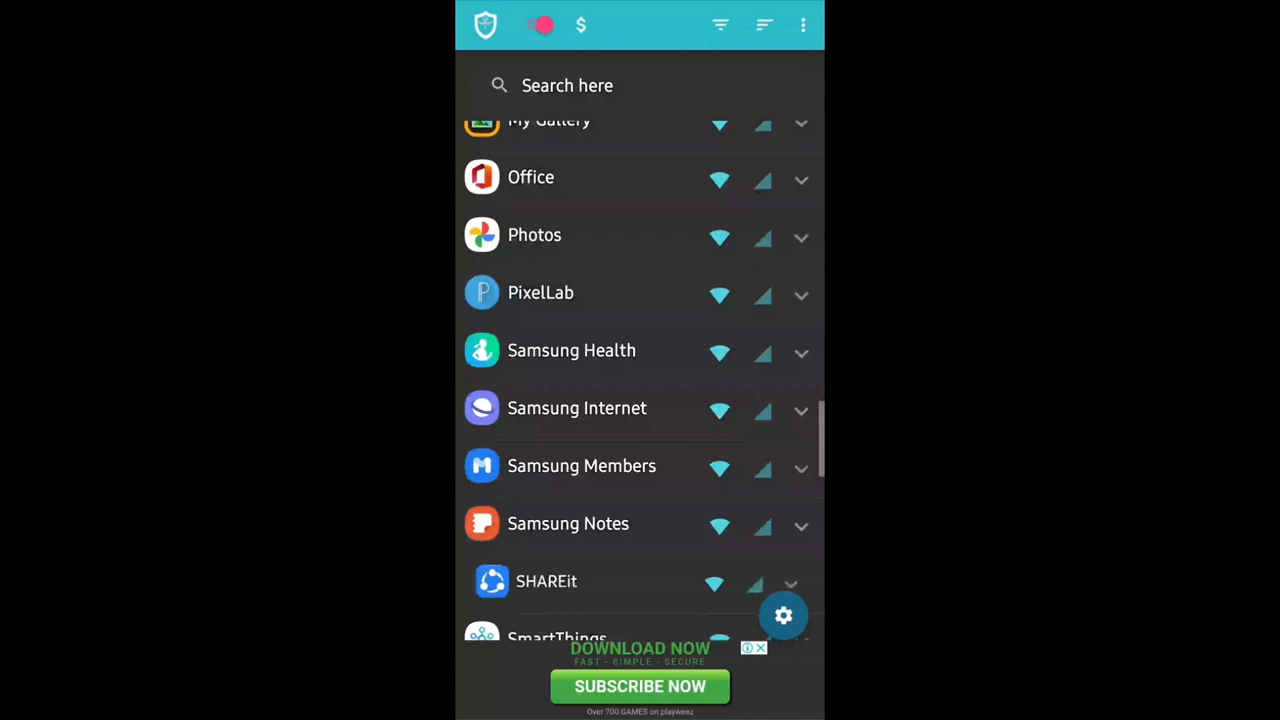 $
Search here
My Gallery
Office
Photos
PixelLab
Samsung Health
Samsung Internet
Samsung Members
Samsung Notes
SHAREit
SmartThings
DOWNLOAD NOW
FAST - SIMPLE - SECURE
SUBSCRIBE NOW
Over 700 GAMES on playweez